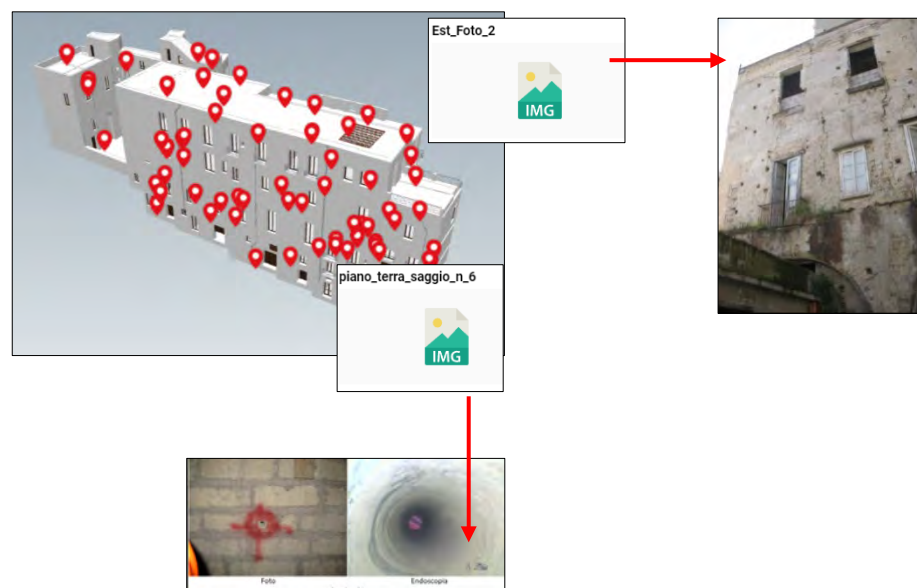 Est_Foto_2
IMG
piano_terra_saggio_n_6
IMG
Foto
Endoscopia